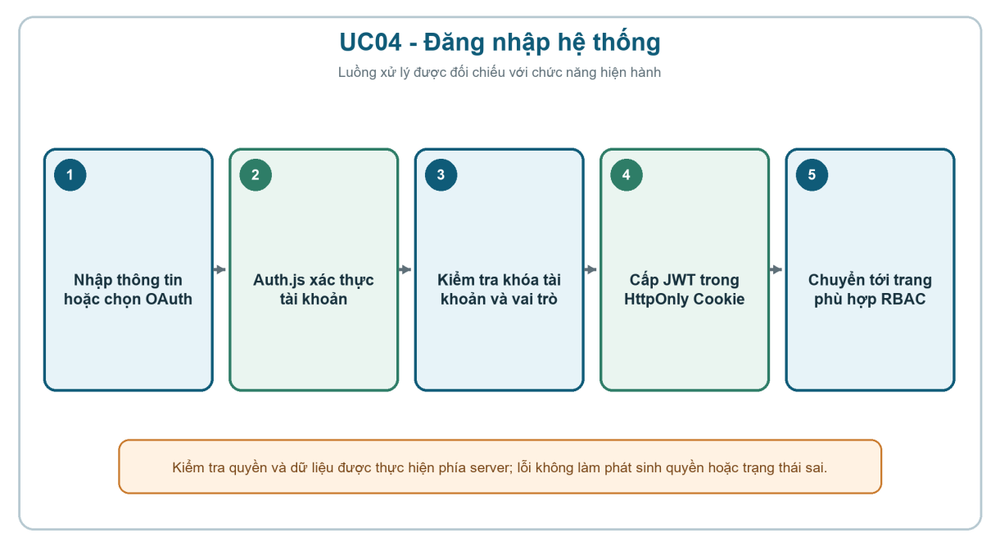 UC04 - Đăng nhập hệ thống
Luồng xử lý được đối chiếu với chức năng hiện hành
1
Nhập thông tin
hoặc chọn OAuth
2
Auth.js xác thực
tài khoản
3
Kiểm tra khóa tài
khoản và vai trò
4
Cấp JWT trong
HttpOnly Cookie
5
Chuyển tới trang
phù hợp RBAC
Kiểm tra quyền và dữ liệu được thực hiện phía server; lỗi không làm phát sinh quyền hoặc trạng thái sai.